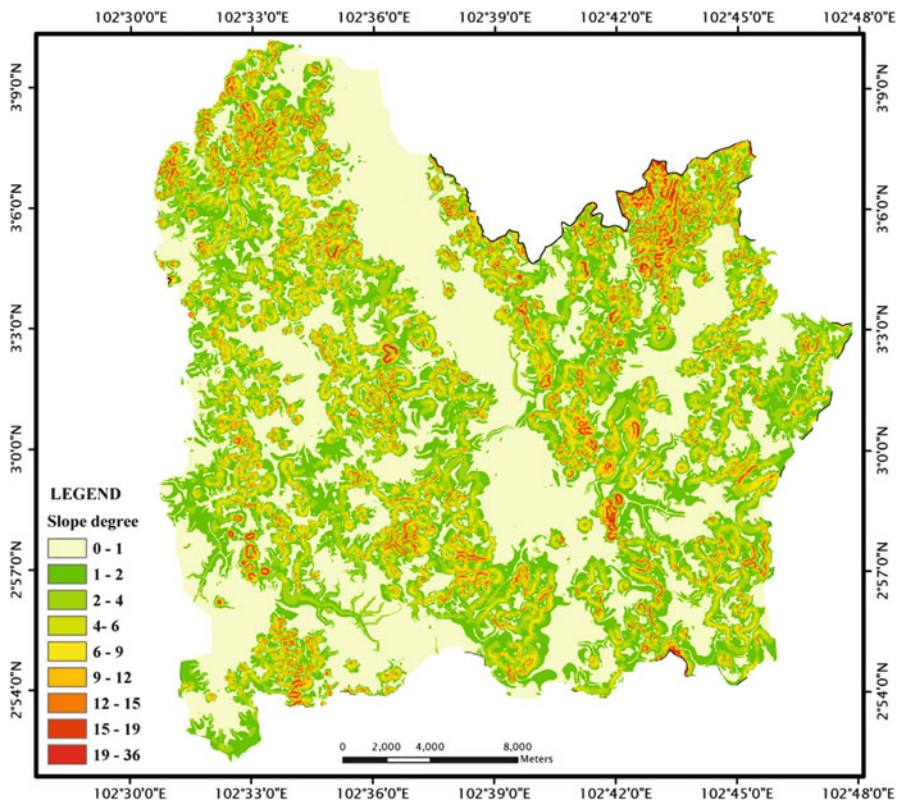 102°30'0"E 102°33'0"E 102°36'0"E 102°39'0"E 102°42'0"E 102°45'0"E 102°48'0"E
3°9'0"N 3°9'0"N
3°6'0"N 3°6'0"N
3°3'0"N 3°3'0"N
3°0'0"N 3°0'0"N
LEGEND
Slope degree
0 - 1
1 - 2
2 - 4
4- 6
6 - 9
9 - 12
12 - 15
15 - 19
19 - 36
2°57'0"N 2°57'0"N
2°54'0"N 2°54'0"N
0 2,000 4,000 8,000
Meters
102°30'0"E 102°33'0"E 102°36'0"E 102°39'0"E 102°42'0"E 102°45'0"E 102°48'0"E